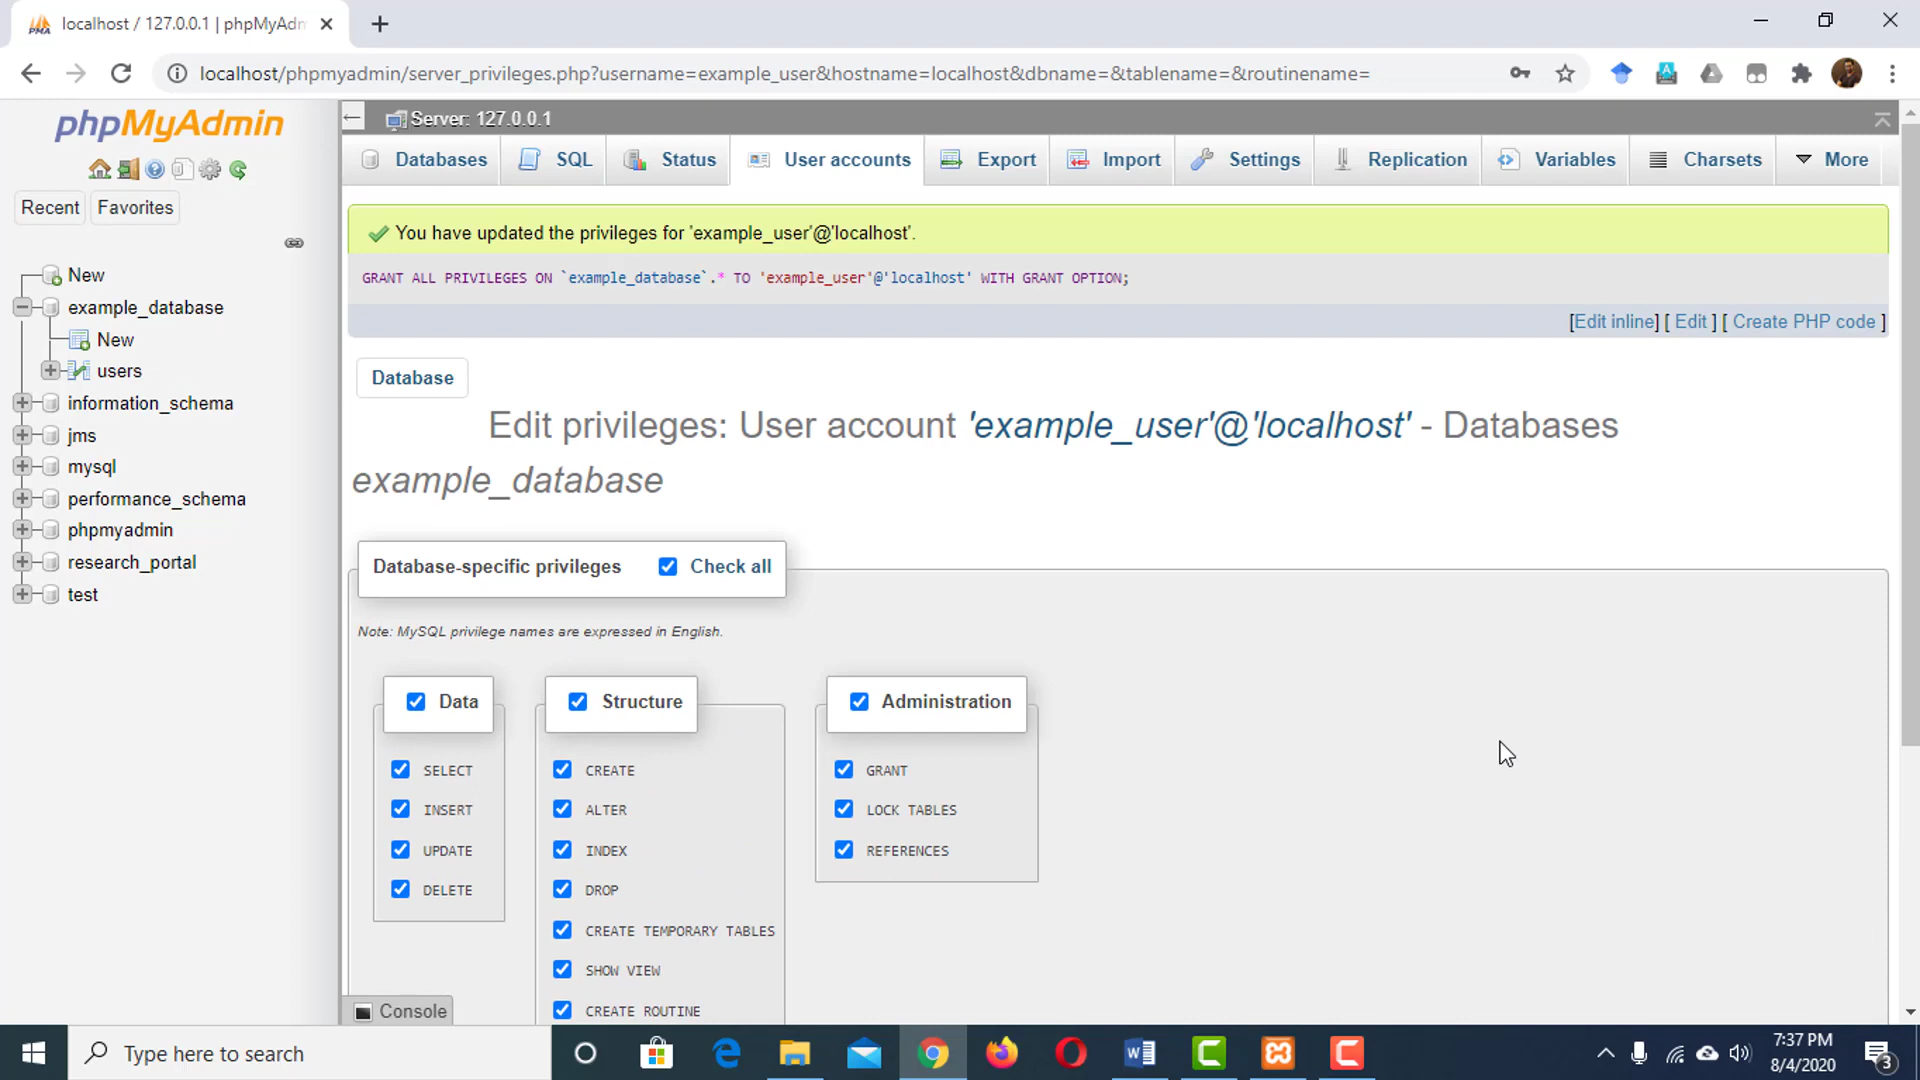 localhost / 127.0.0.1 | phpMyAdm
localhost/phpmyadmin/server_privileges.php?username=example_user&hostname=localhost&dbname=&tablename=&routinename=
phpMyAdmin
Recent
Favorites
New
example_database
New
users
information_schema
jms
mysql
performance_schema
phpmyadmin
research_portal
test
Server: 127.0.0.1
Databases
SQL
Status
User accounts
Export
Import
Settings
Replication
Variables
Charsets
More
You have updated the privileges for 'example_user'@'localhost'.
GRANT ALL PRIVILEGES ON `example_database`.* TO 'example_user'@'localhost' WITH GRANT OPTION;
[Edit inline] [ Edit ] [ Create PHP code ]
Database
Edit privileges: User account 'example_user'@'localhost' - Databases
example_database
Database-specific privileges Check all
Note: MySQL privilege names are expressed in English.
Data
SELECT
INSERT
UPDATE
DELETE
Structure
CREATE
ALTER
INDEX
DROP
CREATE TEMPORARY TABLES
SHOW VIEW
CREATE ROUTINE
Administration
GRANT
LOCK TABLES
REFERENCES
Console
Type here to search
7:37 PM
8/4/2020
3